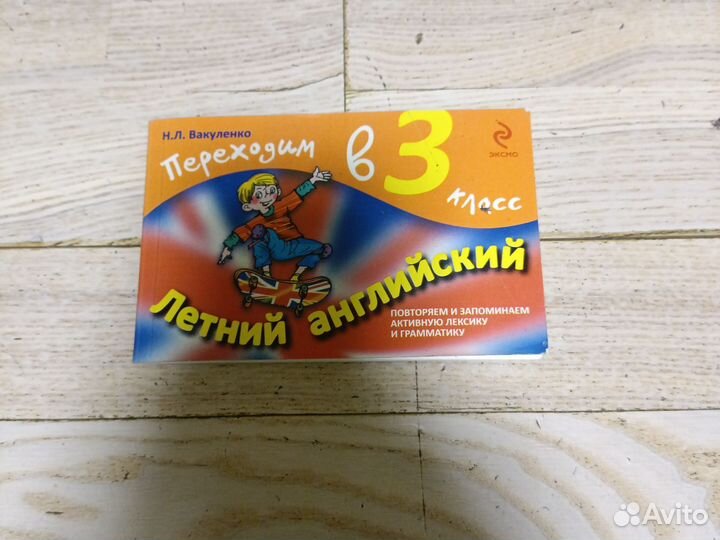 Н.Л. Вакуленко
Переходим в 3 класс
ЭКСМО
Летний английский
ПОВТОРЯЕМ И ЗАПОМИНАЕМ
АКТИВНУЮ ЛЕКСИКУ
И ГРАММАТИКУ
Avito